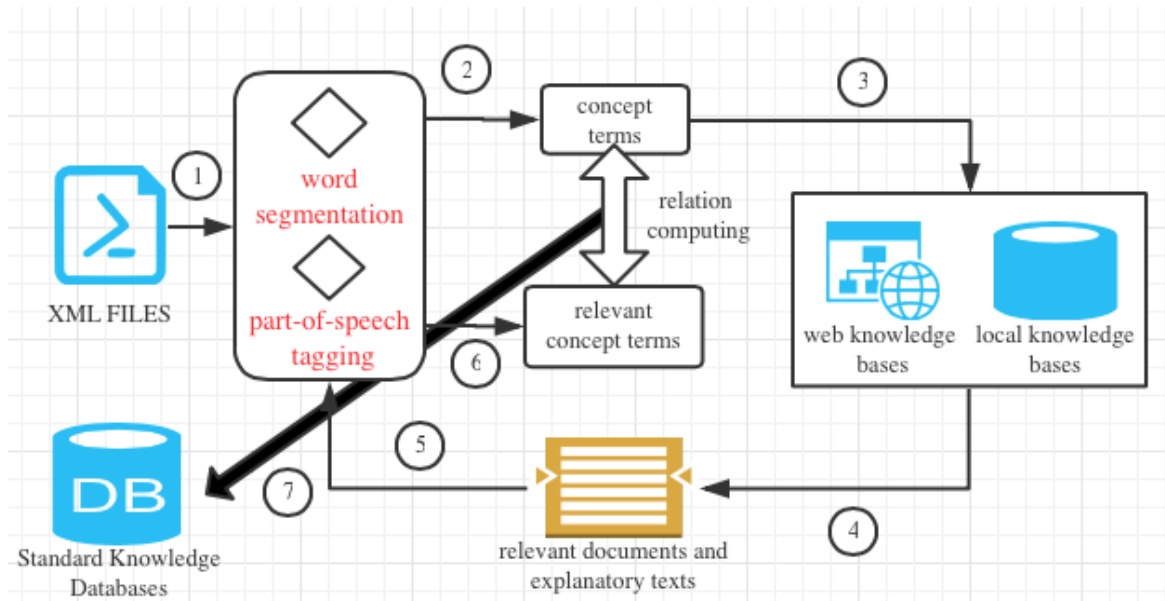 1
2
3
concept
terms
word
segmentation
relation
computing
XML FILES
part-of-speech
tagging
relevant
concept terms
6
web knowledge
bases
local knowledge
bases
5
7
4
DB
Standard Knowledge
Databases
relevant documents and
explanatory texts